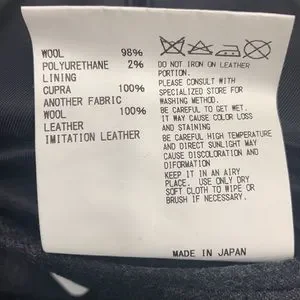 WOOL 98%
POLYURETHANE 2%
LINING
CUPRA 100%
ANOTHER FABRIC
WOOL 100%
LEATHER
IMITATION LEATHER
DO NOT IRON ON LEATHER
PORTION.
PLEASE CONSULT WITH
SPECIALIZED STORE FOR
WASHING METHOD.
BE CAREFUL TO GET WET.
IT WAY CAUSE COLOR LOSS
AND STAINING
BE CAREFUL HIGH TEMPERATURE
AND DIRECT SUNLIGHT MAY
CAUSE DISCOLORATION AND
DIFORMATION
KEEP IT IN AN AIRY
PLACE. USE ONLY DRY
SOFT CLOTH TO WIPE OR
BRUSH IF NECESSARY.
MADE IN JAPAN